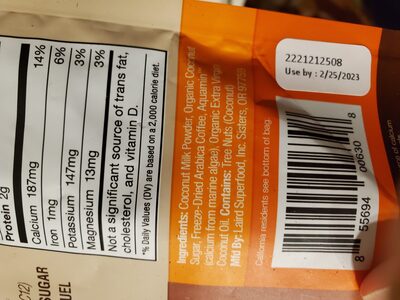 Protein 2g
Calcium 187mg 14%
Iron 1mg 6%
Potassium 147mg 3%
Magnesium 13mg 3%
Not a significant source of trans fat,
cholesterol, and vitamin D.
*% Daily Values (DV) are based on a 2,000 calorie diet.
C12)
SUGAR
UEL
Ingredients: Coconut Milk Powder, Organic Coconut
Sugar, Freeze-Dried Arabica Coffee, Aquamin™
(calcium from marine algae), Organic Extra Virgin
Coconut Oil. Contains: Tree Nuts (Coconut)
Mfd By: Laird Superfood, Inc. Sisters, OR 97759
California residents see bottom of bag.
2221212508
Use by : 2/25/2023
8 55694 00630 8
of calcium